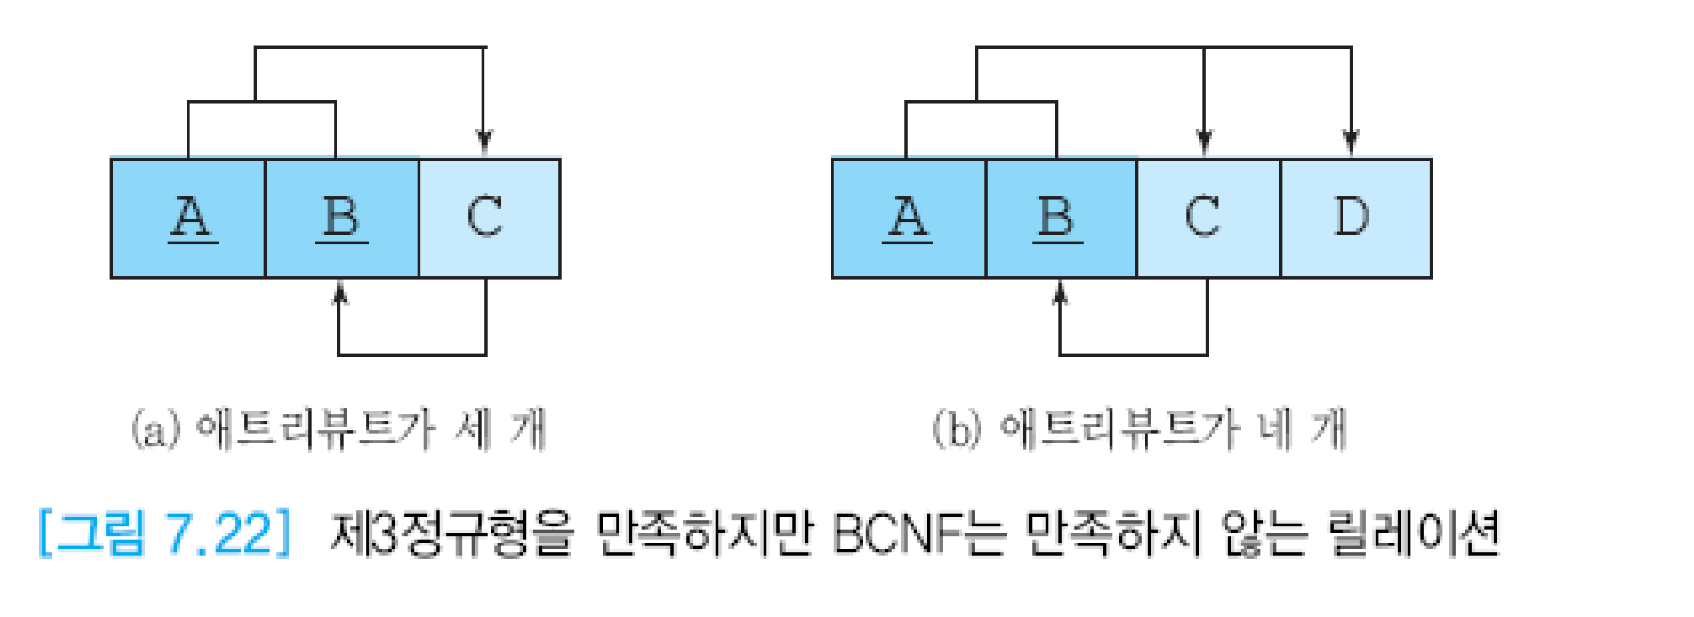 A B C
A B C D
(a) 애트리뷰트가 세 개
(b) 애트리뷰트가 네 개
[그림 7.22] 제3정규형을 만족하지만 BCNF는 만족하지 않는 릴레이션